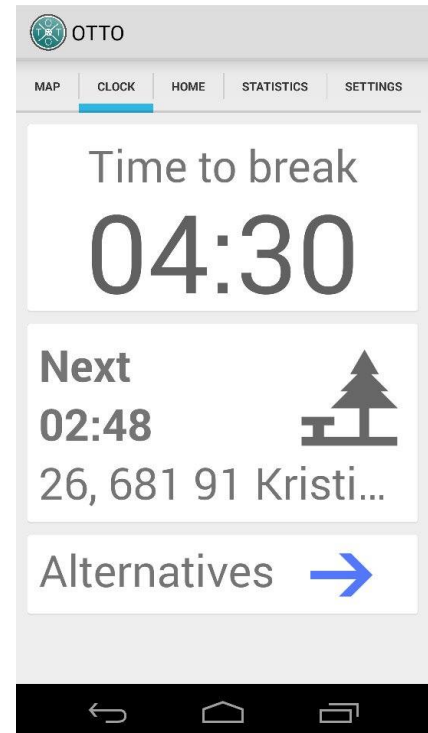 OTTO
MAP CLOCK HOME STATISTICS SETTINGS
Time to break
04:30
Next
02:48
26, 681 91 Kristi...
Alternatives